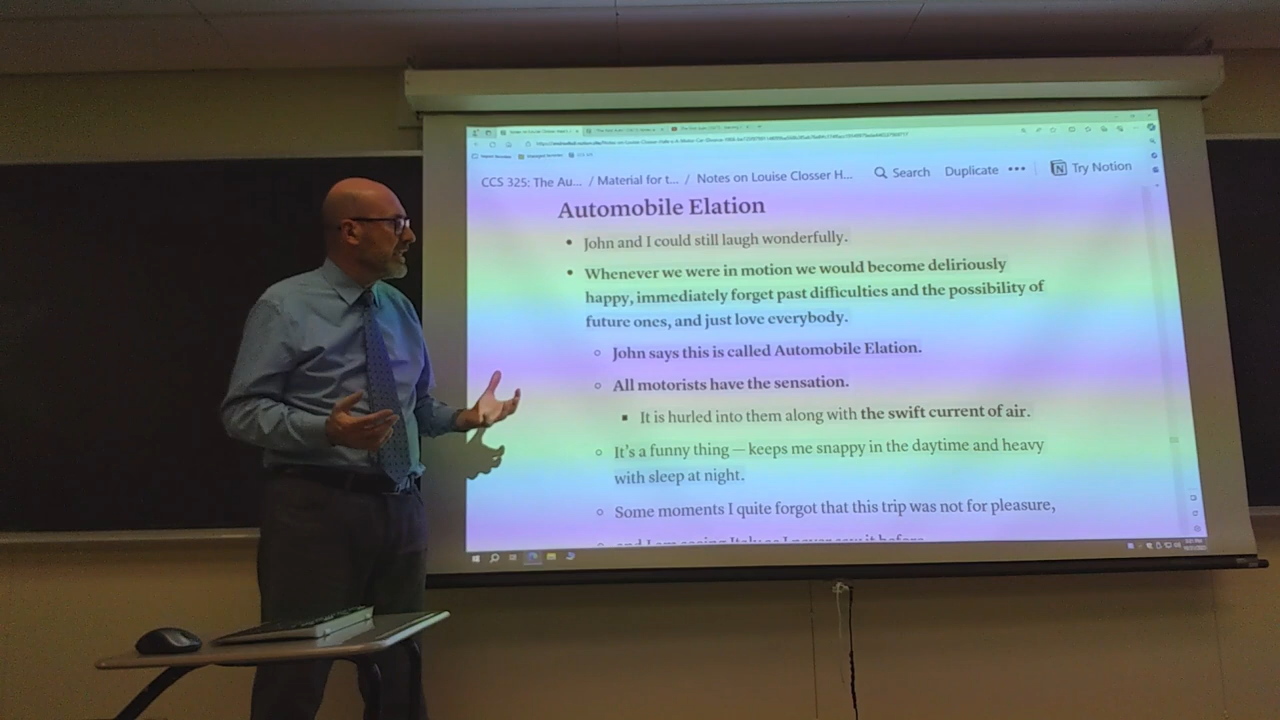 CCS 325: The Au... / Material for t... / Notes on Louise Closser H... Search Duplicate ••• Try Notion
Automobile Elation
• John and I could still laugh wonderfully.
• Whenever we were in motion we would become deliriously
happy, immediately forget past difficulties and the possibility of
future ones, and just love everybody.
◦ John says this is called Automobile Elation.
◦ All motorists have the sensation.
▪ It is hurled into them along with the swift current of air.
◦ It's a funny thing — keeps me snappy in the daytime and heavy
with sleep at night.
◦ Some moments I quite forgot that this trip was not for pleasure,